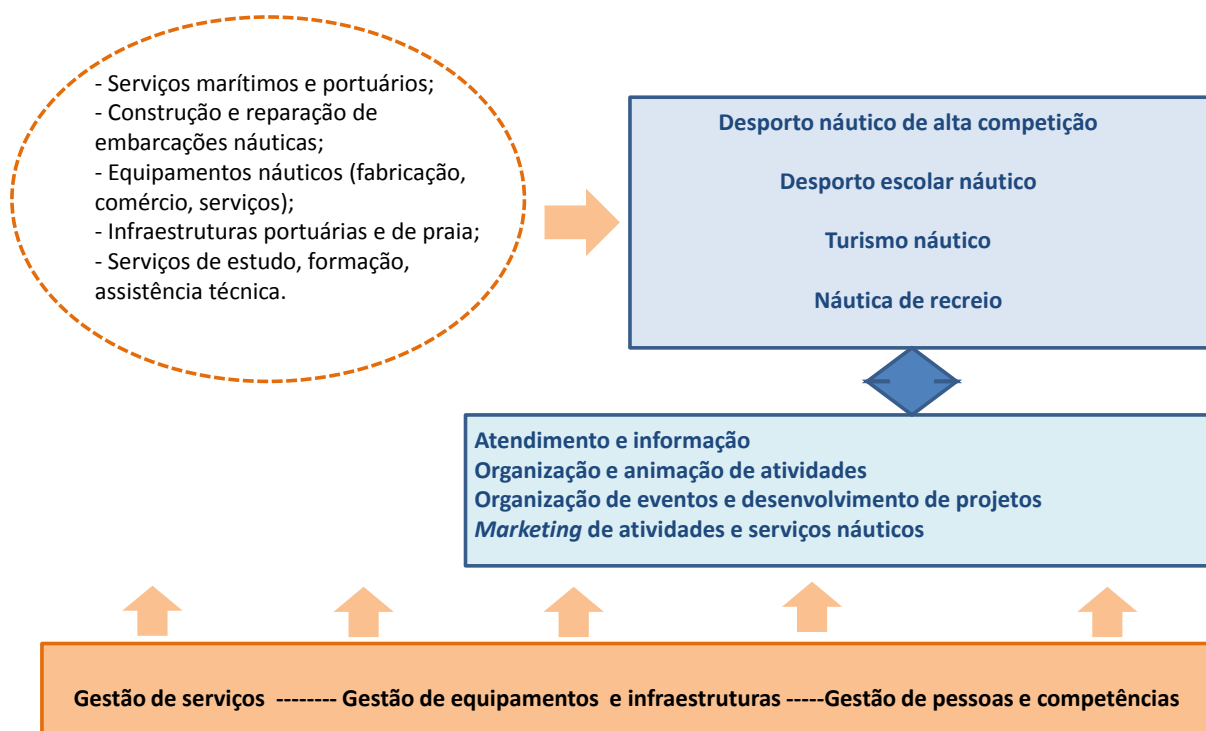 - Serviços marítimos e portuários;
- Construção e reparação de
embarcações náuticas;
- Equipamentos náuticos (fabricação,
comércio, serviços);
- Infraestruturas portuárias e de praia;
- Serviços de estudo, formação,
assistência técnica.
Desporto náutico de alta competição
Desporto escolar náutico
Turismo náutico
Náutica de recreio
Atendimento e informação
Organização e animação de atividades
Organização de eventos e desenvolvimento de projetos
Marketing de atividades e serviços náuticos
Gestão de serviços -------- Gestão de equipamentos e infraestruturas -----Gestão de pessoas e competências